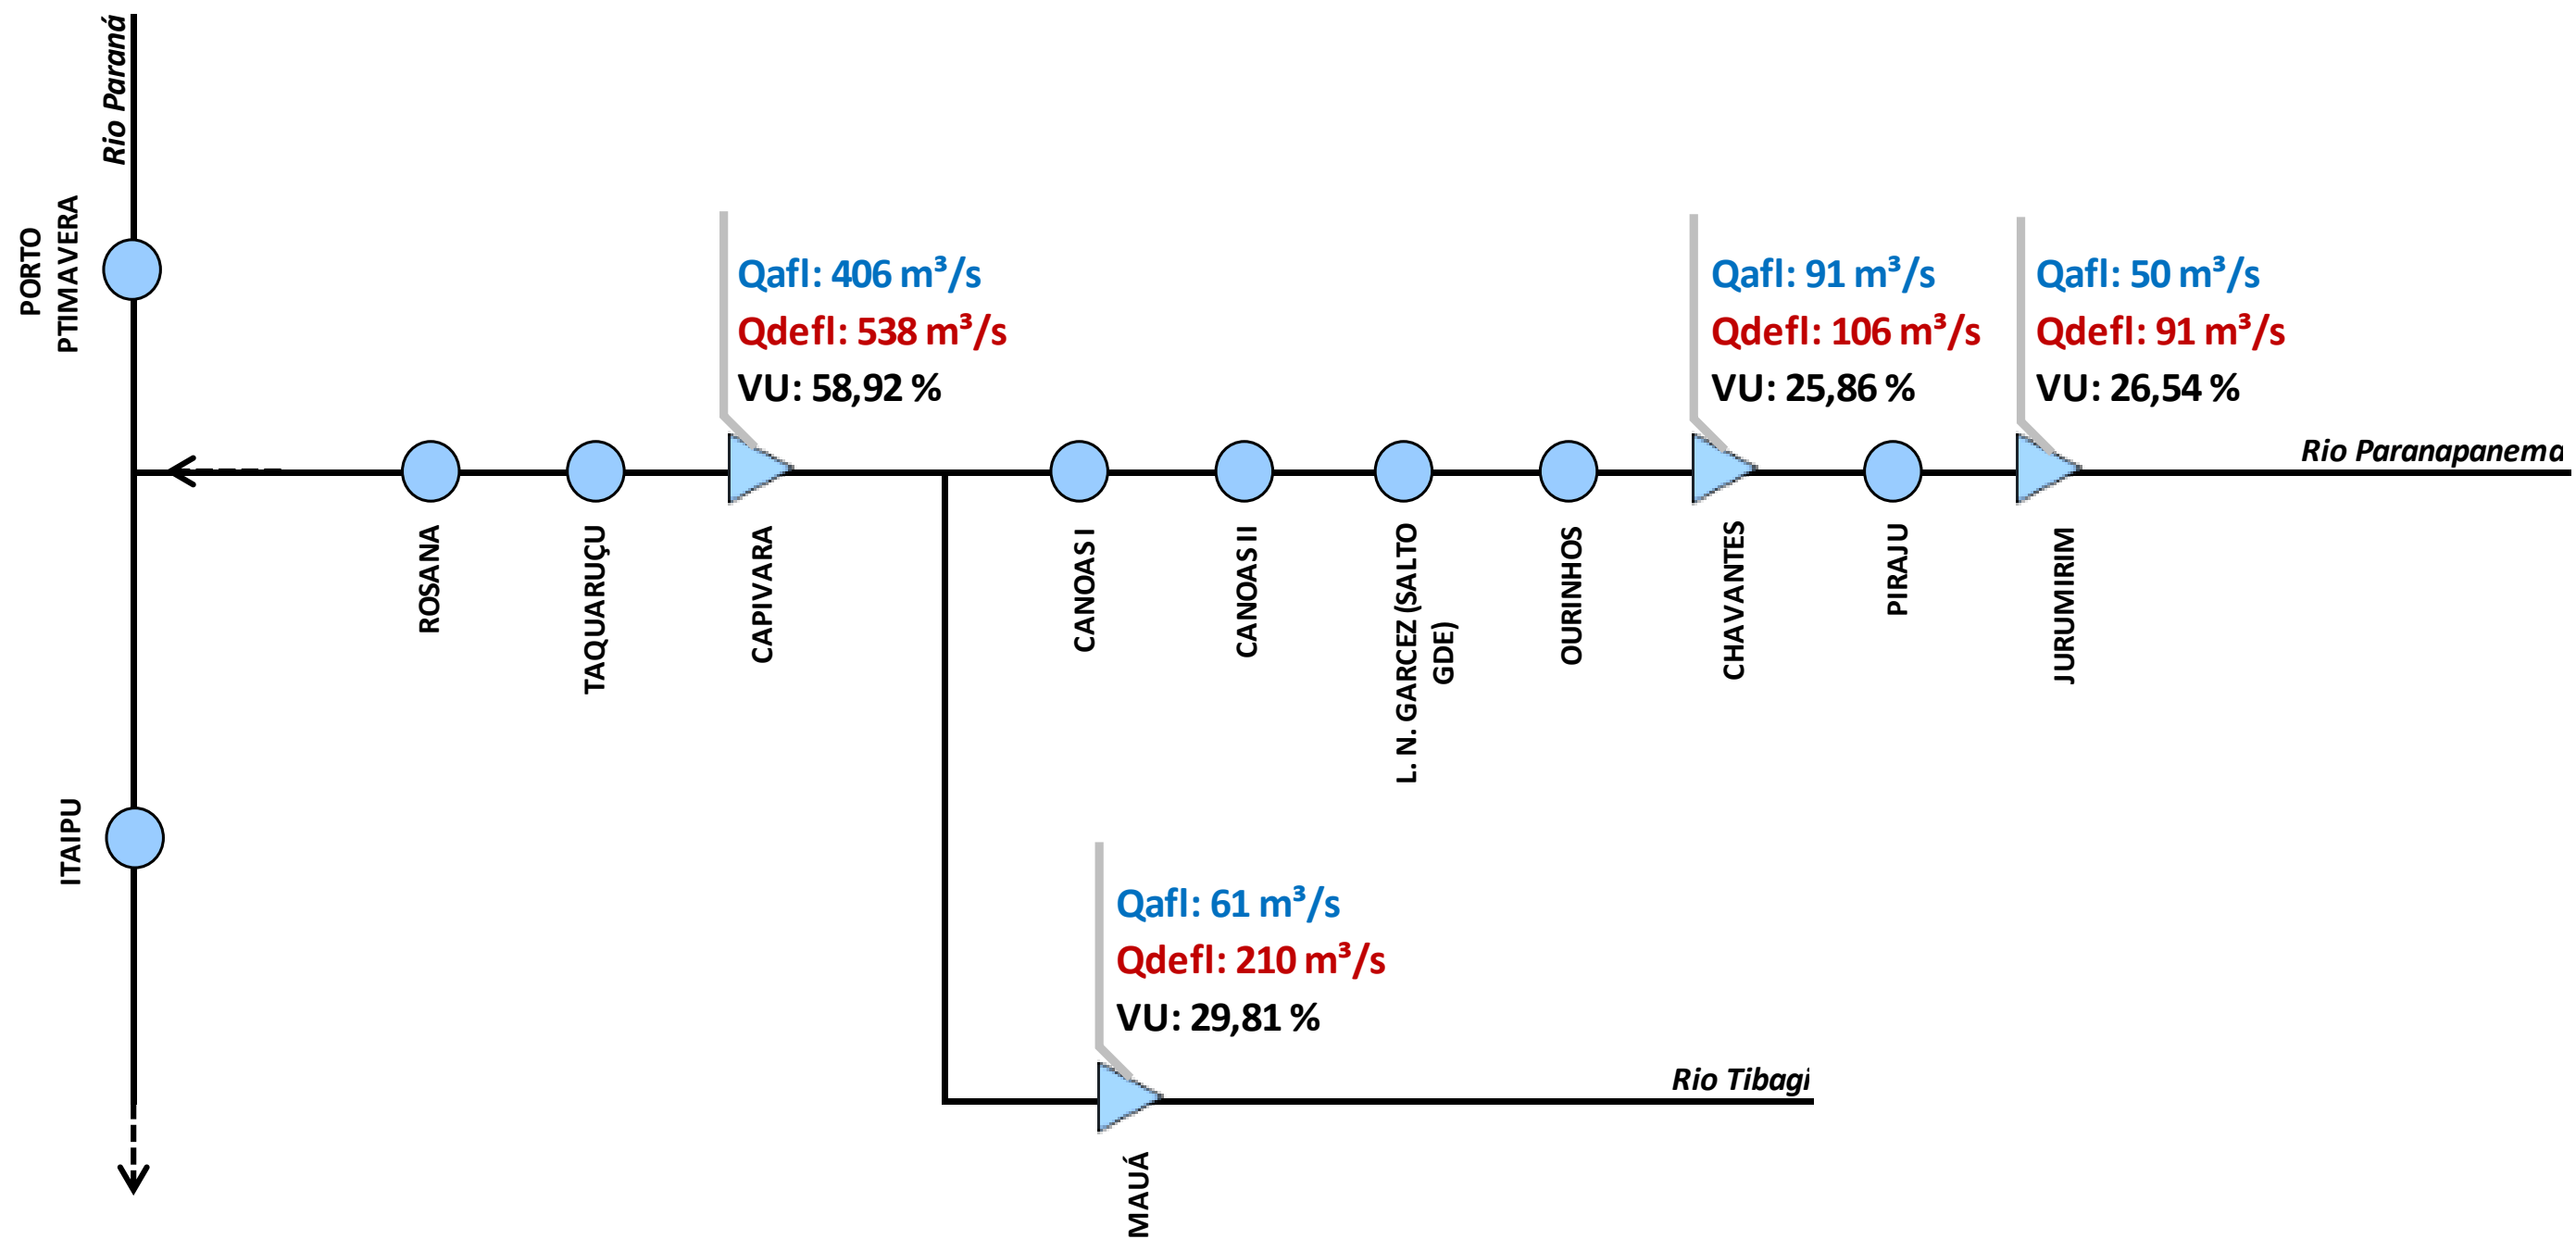 Rio Paraná
PORTO
PTIMAVERA
Qafl: 406 m³/s
Qdefl: 538 m³/s
VU: 58,92 %
Qafl: 91 m³/s
Qdefl: 106 m³/s
VU: 25,86 %
Qafl: 50 m³/s
Qdefl: 91 m³/s
VU: 26,54 %
Rio Paranapanema
ROSANA
TAQUARUÇU
CAPIVARA
CANOAS I
CANOAS II
L. N. GARCEZ (SALTO
GDE)
OURINHOS
CHAVANTES
PIRAJU
JURUMIRIM
ITAIPU
Qafl: 61 m³/s
Qdefl: 210 m³/s
VU: 29,81 %
Rio Tibagi
MAUÁ